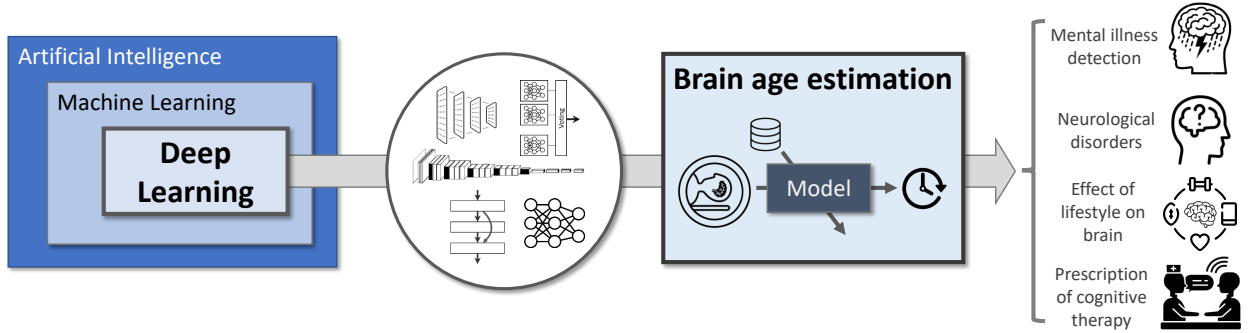 Artificial Intelligence
Machine Learning
Deep
Learning
Voting
Brain age estimation
Model
Mental illness
detection
Neurological
disorders
Effect of
lifestyle on
brain
Prescription
of cognitive
therapy